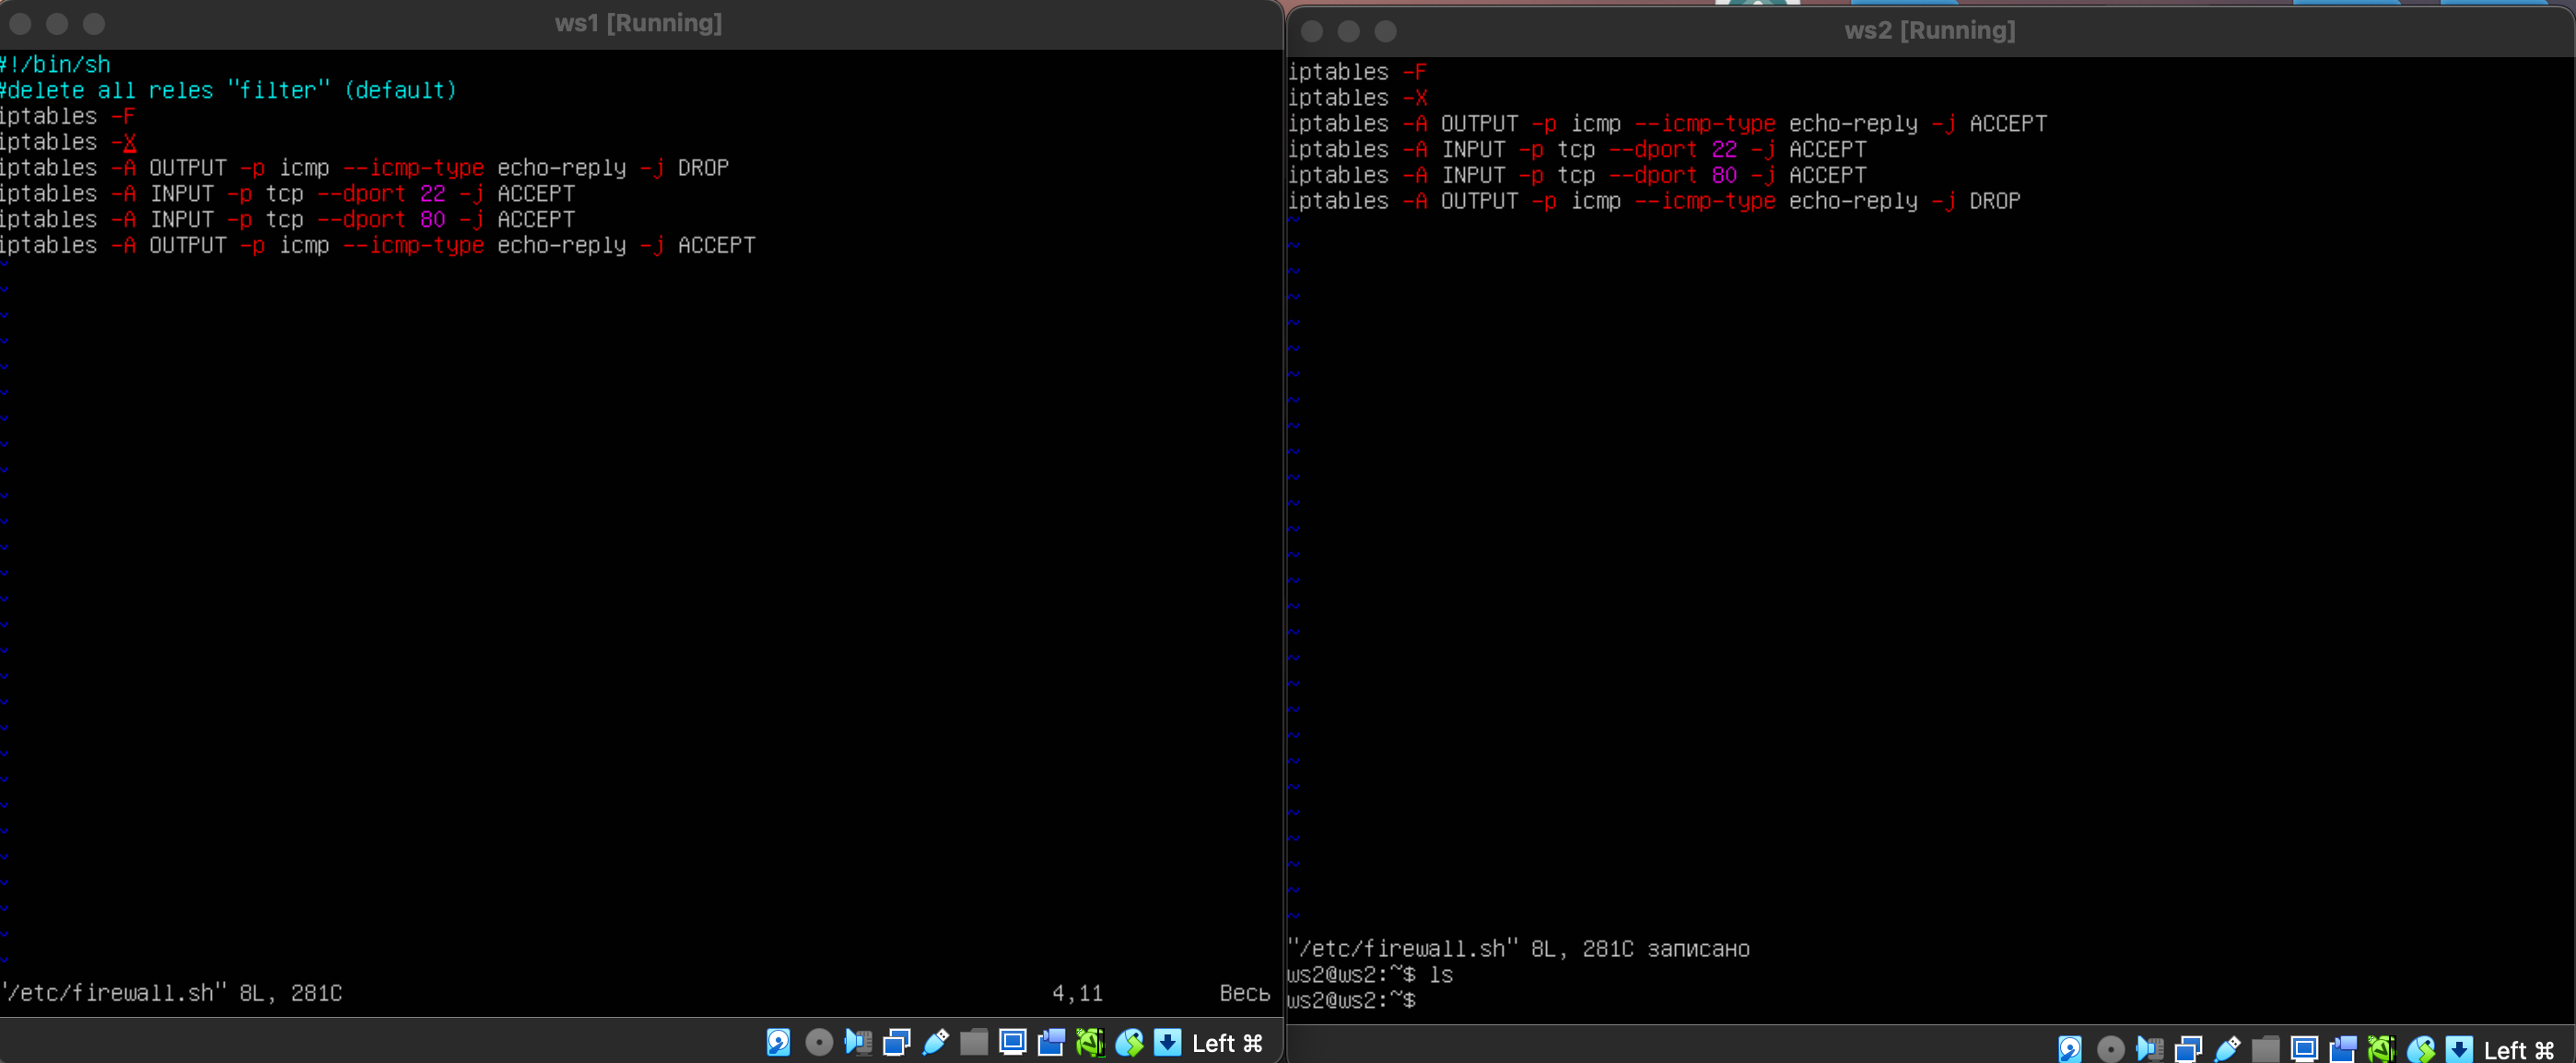 ws1 [Running]
#!/bin/sh
#delete all reles "filter" (default)
iptables -F
iptables -X
iptables -A OUTPUT -p icmp --icmp-type echo-reply -j DROP
iptables -A INPUT -p tcp --dport 22 -j ACCEPT
iptables -A INPUT -p tcp --dport 80 -j ACCEPT
iptables -A OUTPUT -p icmp --icmp-type echo-reply -j ACCEPT
"/etc/firewall.sh" 8L, 281C 4,11 Весь
Left ⌘
ws2 [Running]
iptables -F
iptables -X
iptables -A OUTPUT -p icmp --icmp-type echo-reply -j ACCEPT
iptables -A INPUT -p tcp --dport 22 -j ACCEPT
iptables -A INPUT -p tcp --dport 80 -j ACCEPT
iptables -A OUTPUT -p icmp --icmp-type echo-reply -j DROP
"/etc/firewall.sh" 8L, 281C записано
ws2@ws2:~$ ls
ws2@ws2:~$
Left ⌘